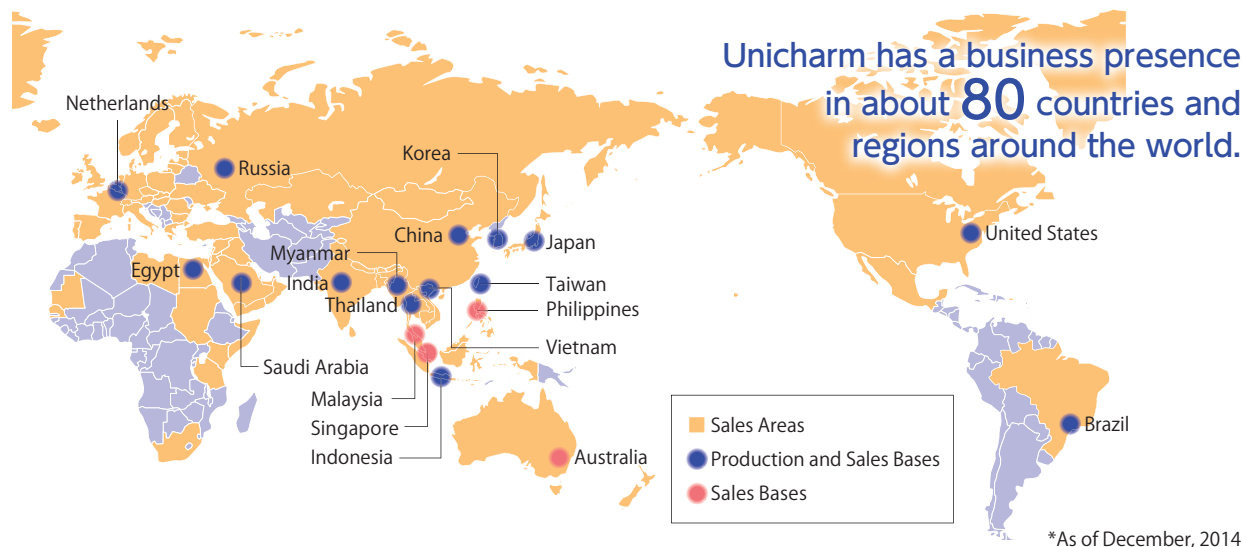 Unicharm has a business presence
in about 80 countries and
regions around the world.
Netherlands
Russia
Korea
China
Japan
United States
Myanmar
Egypt
India
Taiwan
Thailand
Philippines
Vietnam
Saudi Arabia
Malaysia
Singapore
Indonesia
Australia
Brazil
Sales Areas
Production and Sales Bases
Sales Bases
*As of December, 2014